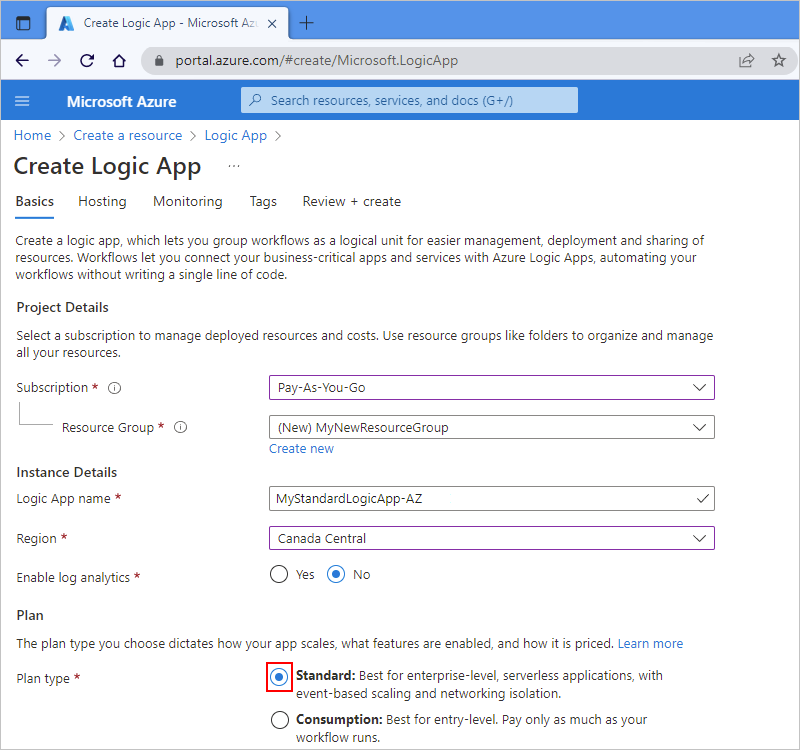 Create Logic App - Microsoft Az
portal.azure.com/#create/Microsoft.LogicApp
Microsoft Azure
Search resources, services, and docs (G+/)
Home > Create a resource > Logic App >
Create Logic App ...
Basics Hosting Monitoring Tags Review + create
Create a logic app, which lets you group workflows as a logical unit for easier management, deployment and sharing of
resources. Workflows let you connect your business-critical apps and services with Azure Logic Apps, automating your
workflows without writing a single line of code.
Project Details
Select a subscription to manage deployed resources and costs. Use resource groups like folders to organize and manage
all your resources.
Subscription *
Pay-As-You-Go
Resource Group *
(New) MyNewResourceGroup
Create new
Instance Details
Logic App name *
MyStandardLogicApp-AZ
Region *
Canada Central
Enable log analytics *
Yes No
Plan
The plan type you choose dictates how your app scales, what features are enabled, and how it is priced. Learn more
Plan type *
Standard: Best for enterprise-level, serverless applications, with
event-based scaling and networking isolation.
Consumption: Best for entry-level. Pay only as much as your
workflow runs.